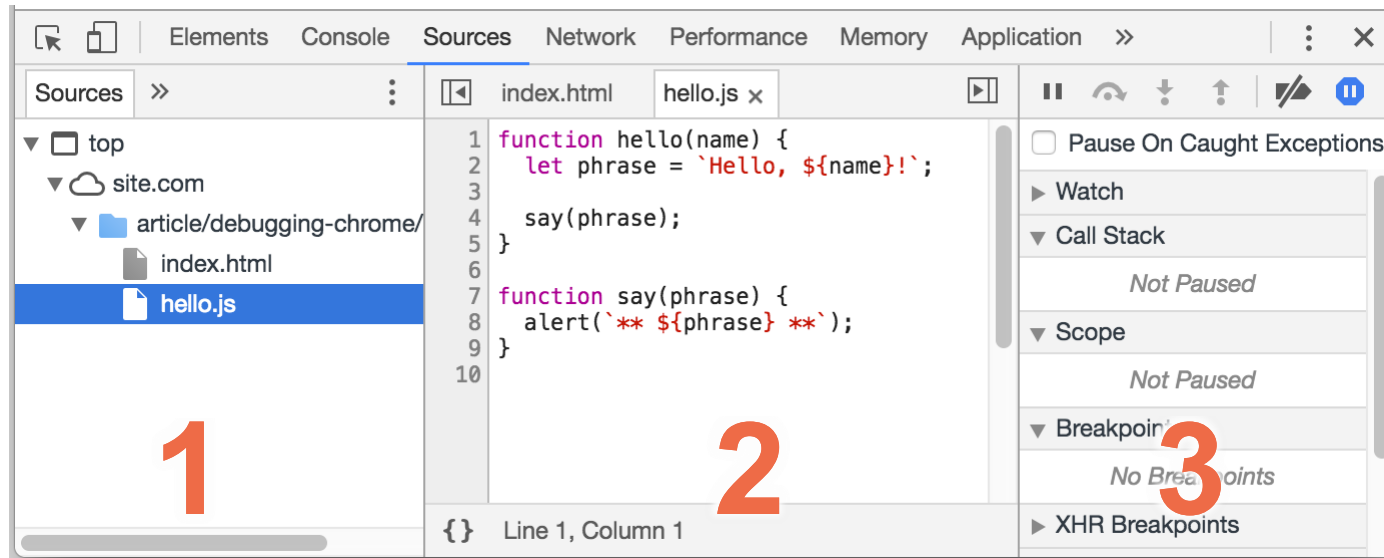 Elements Console Sources Network Performance Memory Application »
Sources »
top
site.com
article/debugging-chrome/
index.html
hello.js
1
index.html hello.js ×
1 function hello(name) {
2   let phrase = `Hello, ${name}!`;
3
4   say(phrase);
5 }
6
7 function say(phrase) {
8   alert(`** ${phrase} **`);
9 }
10
2
{} Line 1, Column 1
Pause On Caught Exceptions
Watch
Call Stack
Not Paused
Scope
Not Paused
Breakpoints
No Breakpoints
3
XHR Breakpoints